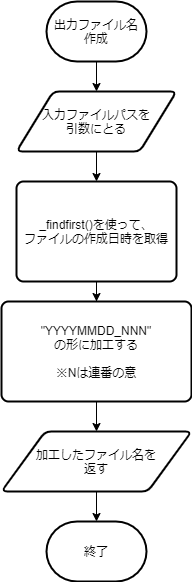 出力ファイル名
作成
入力ファイルパスを
引数にとる
_findfirst()を使って、
ファイルの作成日時を取得
"YYYYMMDD_NNN"
の形に加工する
※Nは連番の意
加工したファイル名を
返す
終了